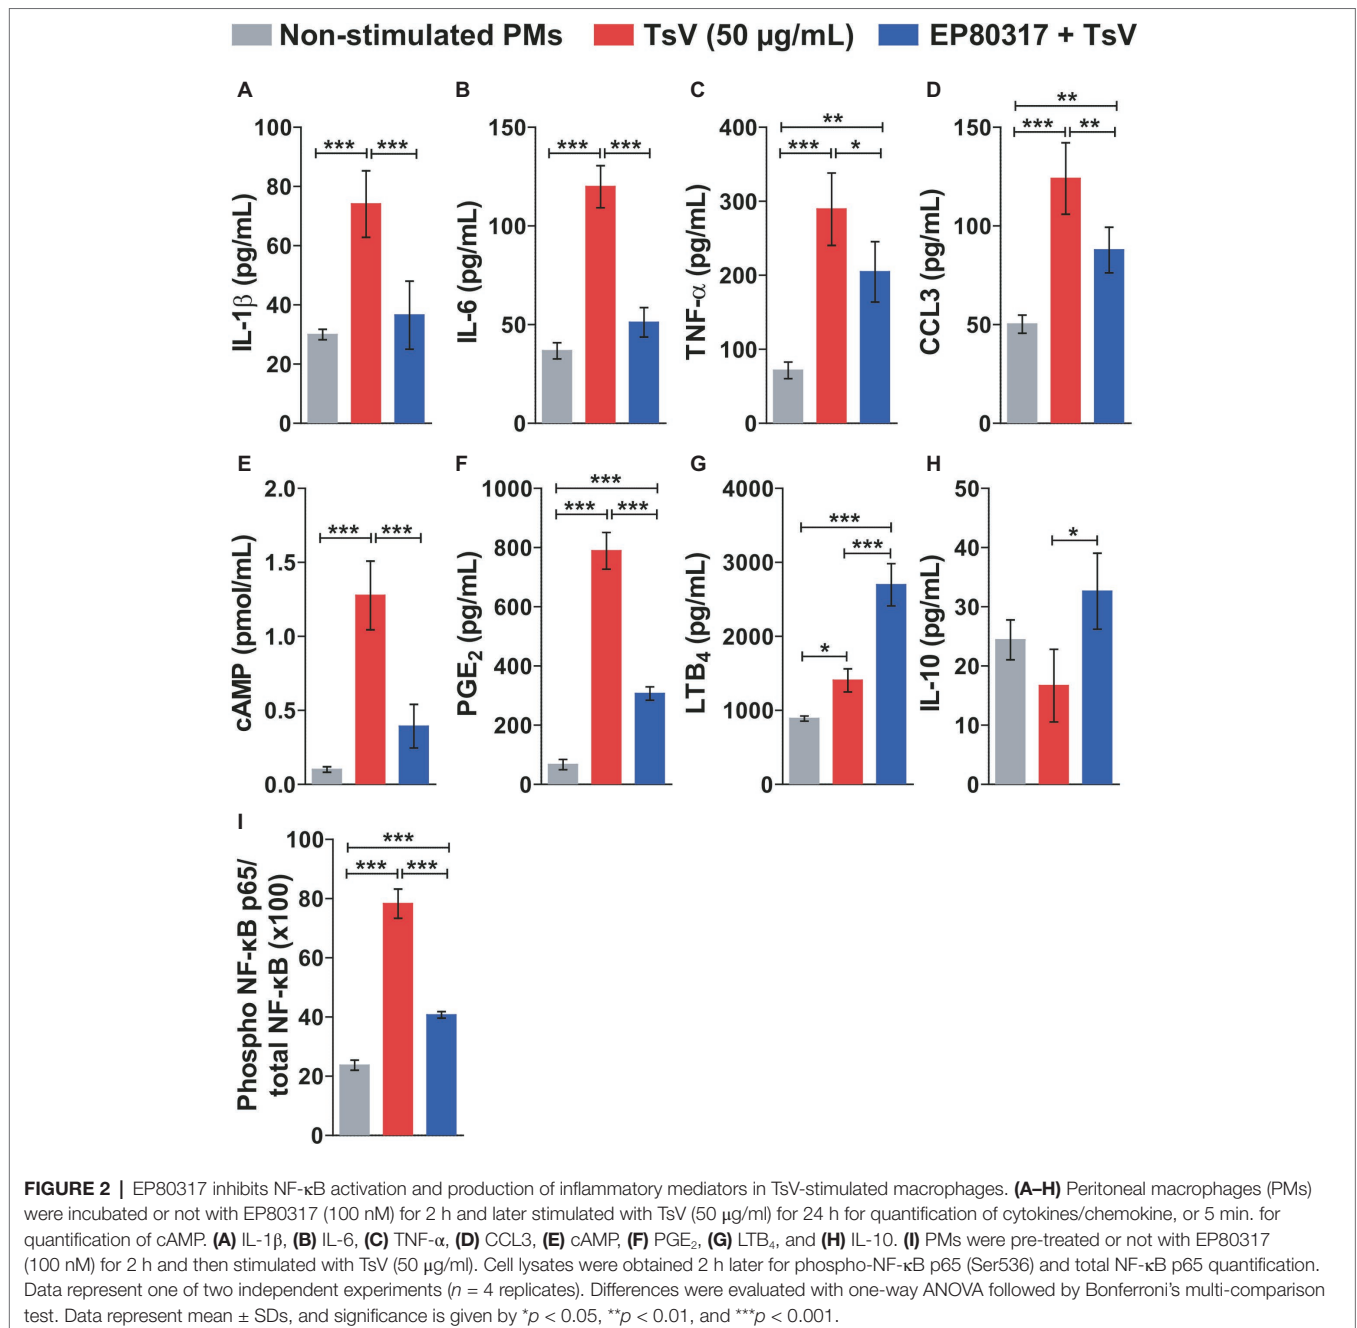 Non-stimulated PMs TsV (50 µg/mL) EP80317 + TsV
A
IL-1β (pg/mL)
100
80
60
40
20
0
*** ***
B
IL-6 (pg/mL)
150
100
50
0
*** ***
C
TNF-α (pg/mL)
400
300
200
100
0
**
*** *
D
CCL3 (pg/mL)
150
100
50
0
**
*** **
E
cAMP (pmol/mL)
2.0
1.5
1.0
0.5
0.0
*** ***
F
PGE₂ (pg/mL)
1000
800
600
400
200
0
***
*** ***
G
LTB₄ (pg/mL)
4000
3000
2000
1000
0
***
***
*
H
IL-10 (pg/mL)
50
40
30
20
10
0
*
I
Phospho NF-κB p65/
total NF-κB (x100)
100
80
60
40
20
0
***
*** ***
FIGURE 2 | EP80317 inhibits NF-κB activation and production of inflammatory mediators in TsV-stimulated macrophages. (A–H) Peritoneal macrophages (PMs)
were incubated or not with EP80317 (100 nM) for 2 h and later stimulated with TsV (50 μg/ml) for 24 h for quantification of cytokines/chemokine, or 5 min. for
quantification of cAMP. (A) IL-1β, (B) IL-6, (C) TNF-α, (D) CCL3, (E) cAMP, (F) PGE₂, (G) LTB₄, and (H) IL-10. (I) PMs were pre-treated or not with EP80317
(100 nM) for 2 h and then stimulated with TsV (50 μg/ml). Cell lysates were obtained 2 h later for phospho-NF-κB p65 (Ser536) and total NF-κB p65 quantification.
Data represent one of two independent experiments (n = 4 replicates). Differences were evaluated with one-way ANOVA followed by Bonferroni's multi-comparison
test. Data represent mean ± SDs, and significance is given by *p < 0.05, **p < 0.01, and ***p < 0.001.